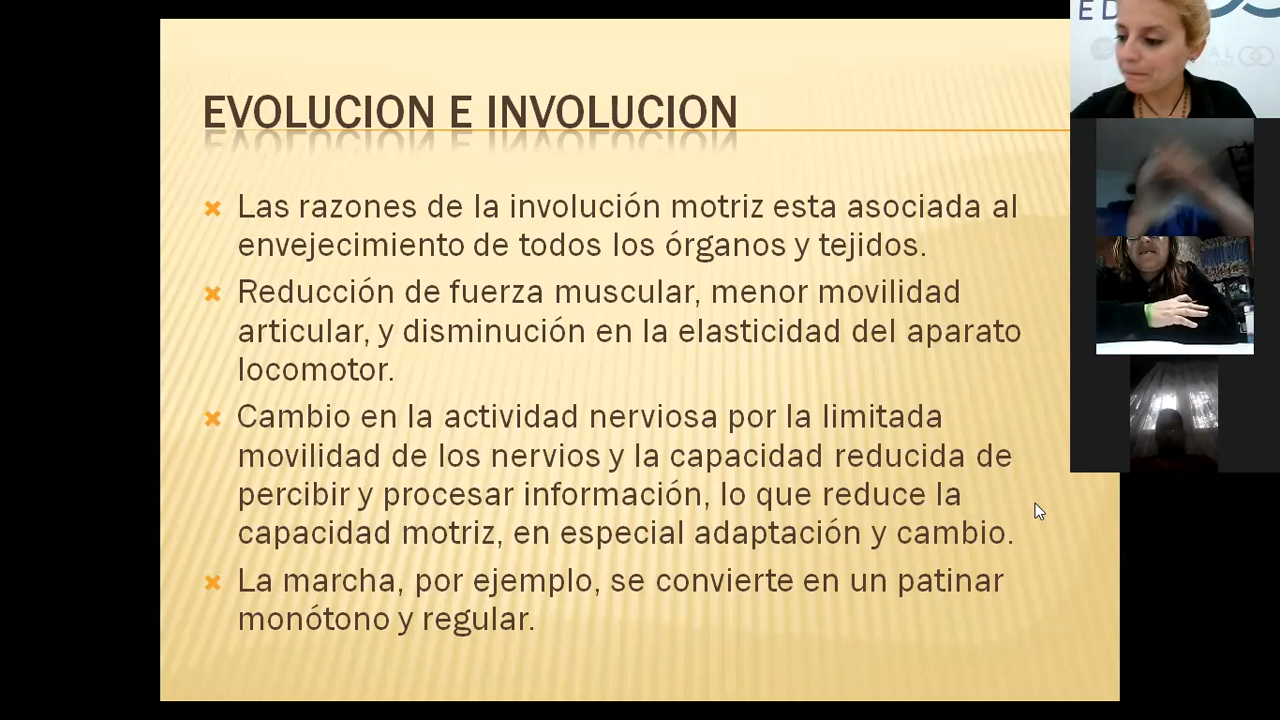 EVOLUCION E INVOLUCION
Las razones de la involución motriz esta asociada al
envejecimiento de todos los órganos y tejidos.
Reducción de fuerza muscular, menor movilidad
articular, y disminución en la elasticidad del aparato
locomotor.
Cambio en la actividad nerviosa por la limitada
movilidad de los nervios y la capacidad reducida de
percibir y procesar información, lo que reduce la
capacidad motriz, en especial adaptación y cambio.
La marcha, por ejemplo, se convierte en un patinar
monótono y regular.